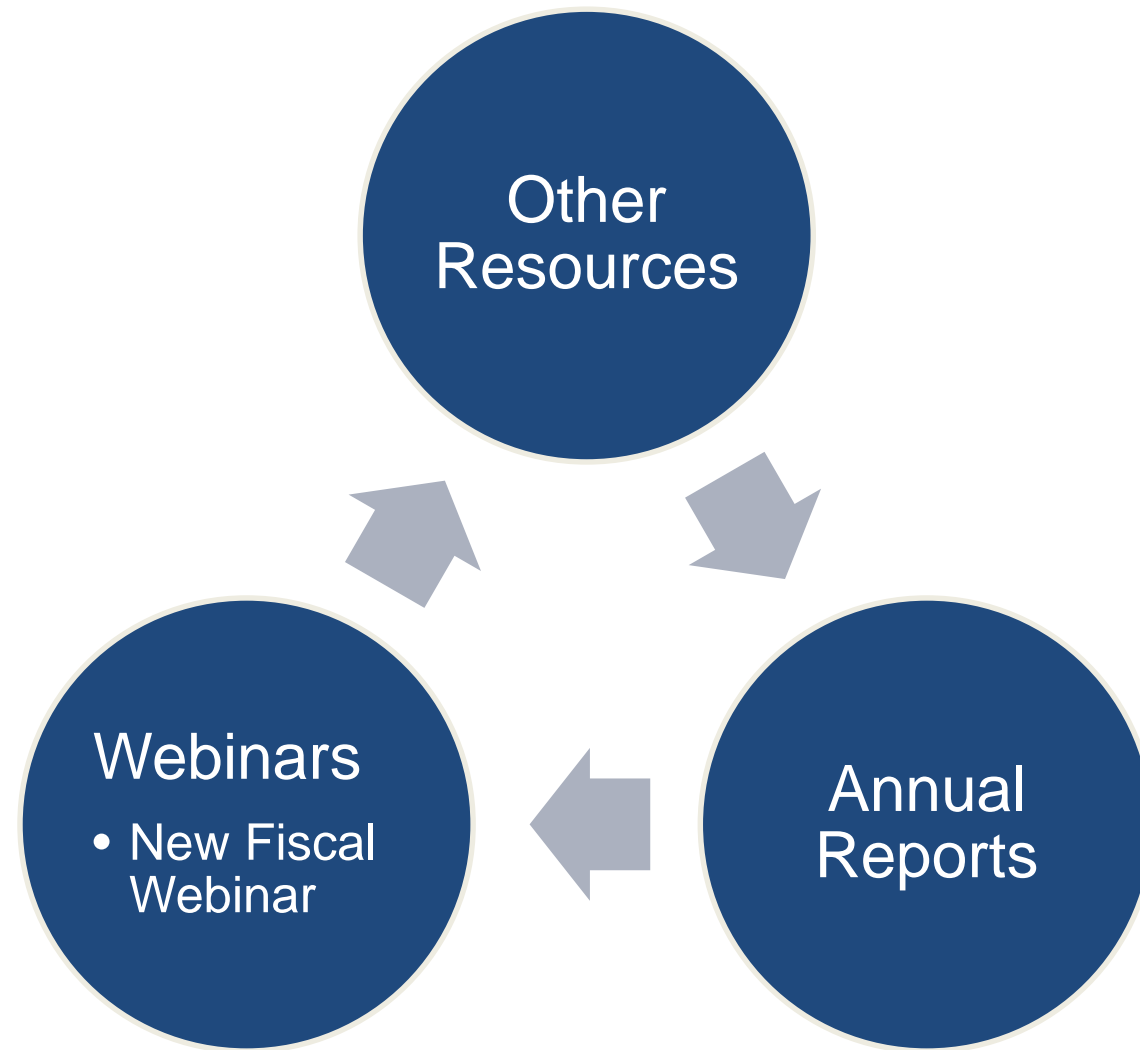 Other
Resources
Webinars
• New Fiscal
Webinar
Annual
Reports